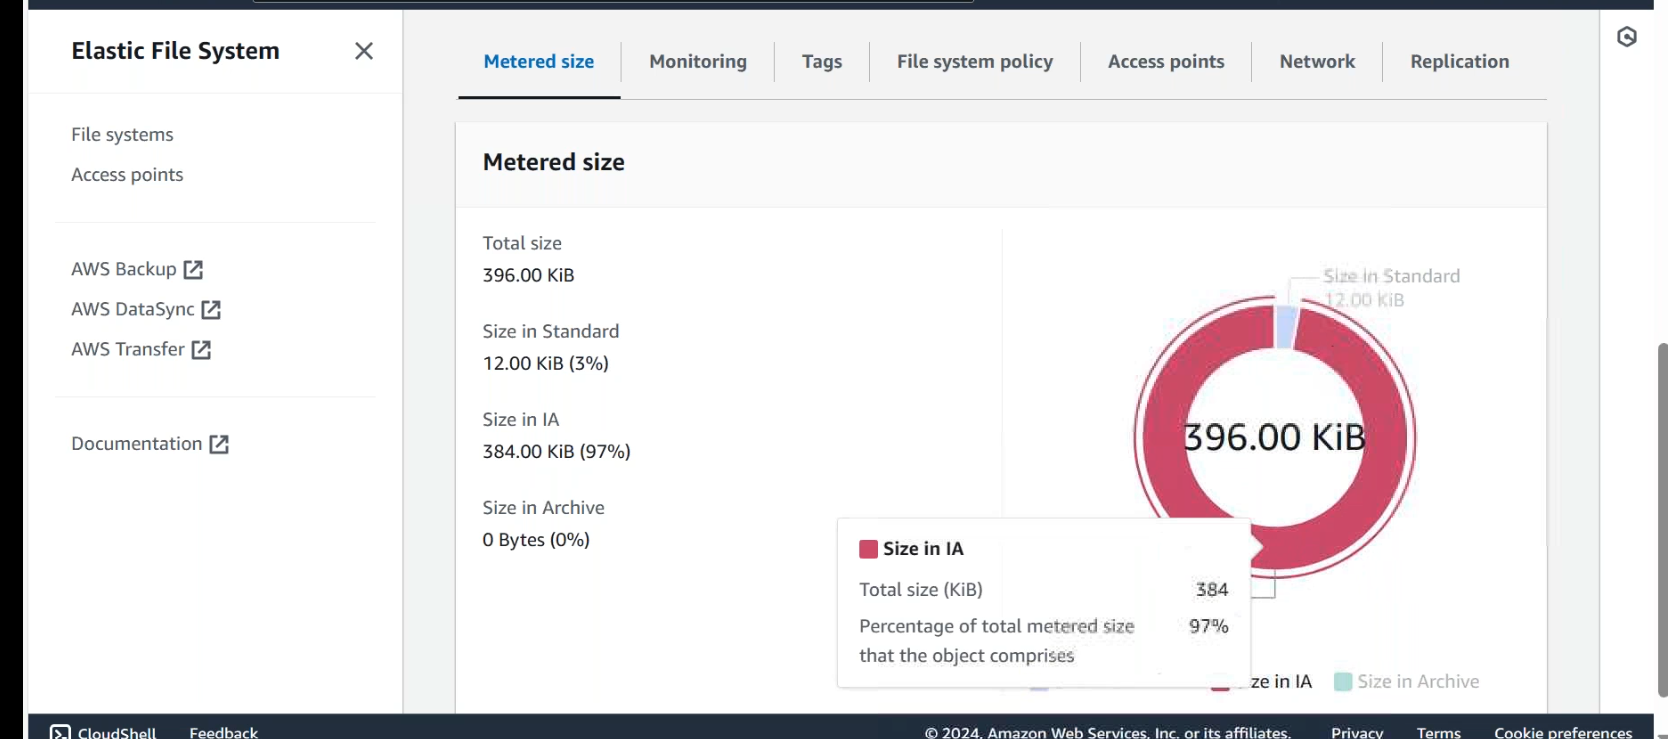 Elastic File System
Metered size
Monitoring
Tags
File system policy
Access points
Network
Replication
File systems
Access points
AWS Backup
AWS DataSync
AWS Transfer
Documentation
Metered size
Total size
396.00 KiB
Size in Standard
12.00 KiB (3%)
Size in IA
384.00 KiB (97%)
Size in Archive
0 Bytes (0%)
Size in Standard
12.00 KiB
396.00 KiB
Size in IA
Total size (KiB) 384
Percentage of total metered size 97%
that the object comprises
ze in IA
Size in Archive
CloudShell
Feedback
© 2024, Amazon Web Services, Inc. or its affiliates.
Privacy
Terms
Cookie preferences